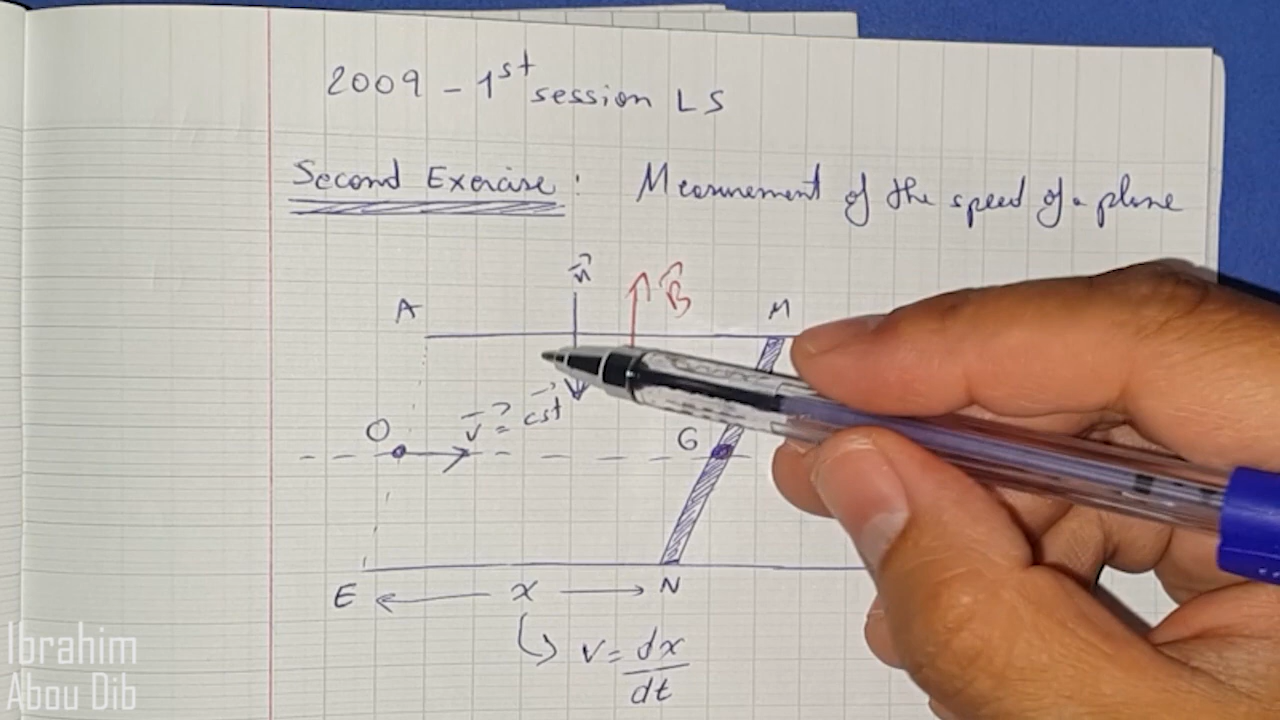 2009 - 1st session LS
Second Exercise: Measurement of the speed of a plane
n⃗
B⃗
A
M
O
v⃗ = cst⃗
?
G
E
x
N
v = dx/dt
Ibrahim
Abou Dib